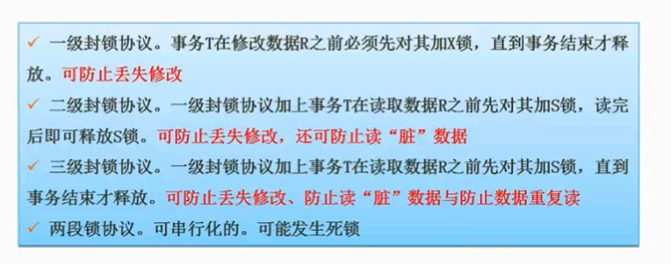 ✓ 一级封锁协议。事务T在修改数据R之前必须先对其加X锁，直到事务结束才释
放。可防止丢失修改
✓ 二级封锁协议。一级封锁协议加上事务T在读取数据R之前先对其加S锁，读完
后即可释放S锁。可防止丢失修改，还可防止读“脏”数据
✓ 三级封锁协议。一级封锁协议加上事务T在读取数据R之前先对其加S锁，直到
事务结束才释放。可防止丢失修改、防止读“脏”数据与防止数据重复读
✓ 两段锁协议。可串行化的。可能发生死锁